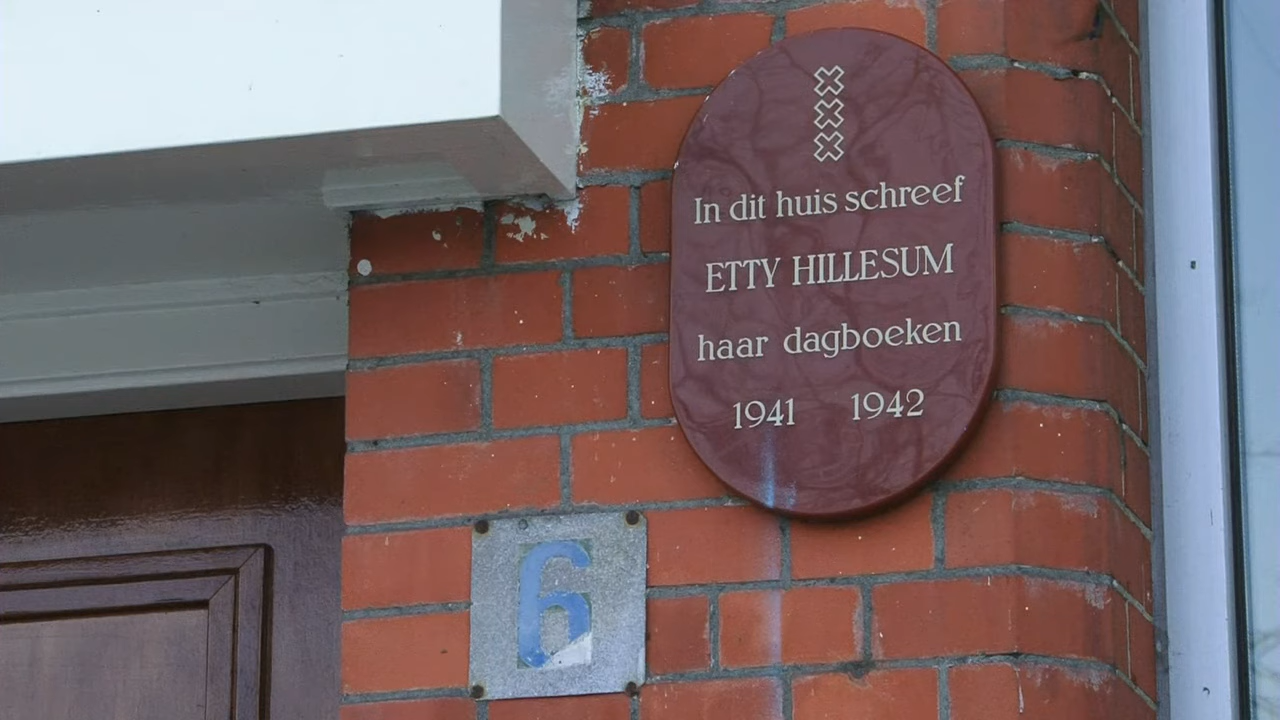 In dit huis schreef
ETTY HILLESUM
haar dagboeken
1941 1942
6